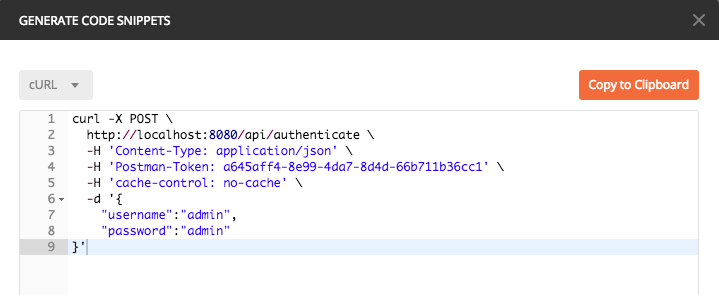 GENERATE CODE SNIPPETS
cURL
Copy to Clipboard
1 curl -X POST \
2 http://localhost:8080/api/authenticate \
3 -H 'Content-Type: application/json' \
4 -H 'Postman-Token: a645aff4-8e99-4da7-8d4d-66b711b36cc1' \
5 -H 'cache-control: no-cache' \
6 -d '{
7 "username":"admin",
8 "password":"admin"
9 }'